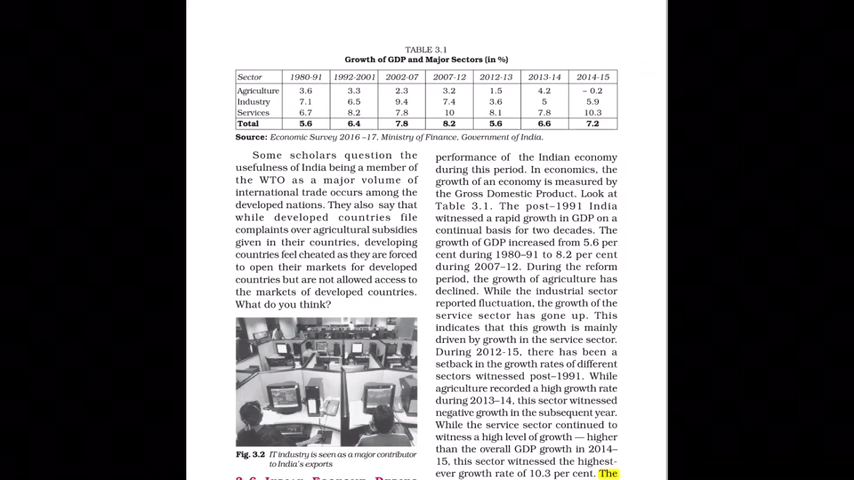 TABLE 3.1
Growth of GDP and Major Sectors (in %)
Sector 1980-91 1992-2001 2002-07 2007-12 2012-13 2013-14 2014-15
Agriculture 3.6 3.3 2.3 3.2 1.5 4.2 – 0.2
Industry 7.1 6.5 9.4 7.4 3.6 5 5.9
Services 6.7 8.2 7.8 10 8.1 7.8 10.3
Total 5.6 6.4 7.8 8.2 5.6 6.6 7.2
Source: Economic Survey 2016 –17, Ministry of Finance, Government of India.
Some scholars question the
usefulness of India being a member of
the WTO as a major volume of
international trade occurs among the
developed nations. They also say that
while developed countries file
complaints over agricultural subsidies
given in their countries, developing
countries feel cheated as they are forced
to open their markets for developed
countries but are not allowed access to
the markets of developed countries.
What do you think?
Fig. 3.2 IT industry is seen as a major contributor
to India's exports
performance of the Indian economy
during this period. In economics, the
growth of an economy is measured by
the Gross Domestic Product. Look at
Table 3.1. The post–1991 India
witnessed a rapid growth in GDP on a
continual basis for two decades. The
growth of GDP increased from 5.6 per
cent during 1980–91 to 8.2 per cent
during 2007–12. During the reform
period, the growth of agriculture has
declined. While the industrial sector
reported fluctuation, the growth of the
service sector has gone up. This
indicates that this growth is mainly
driven by growth in the service sector.
During 2012-15, there has been a
setback in the growth rates of different
sectors witnessed post–1991. While
agriculture recorded a high growth rate
during 2013–14, this sector witnessed
negative growth in the subsequent year.
While the service sector continued to
witness a high level of growth — higher
than the overall GDP growth in 2014–
15, this sector witnessed the highest-
ever growth rate of 10.3 per cent. The